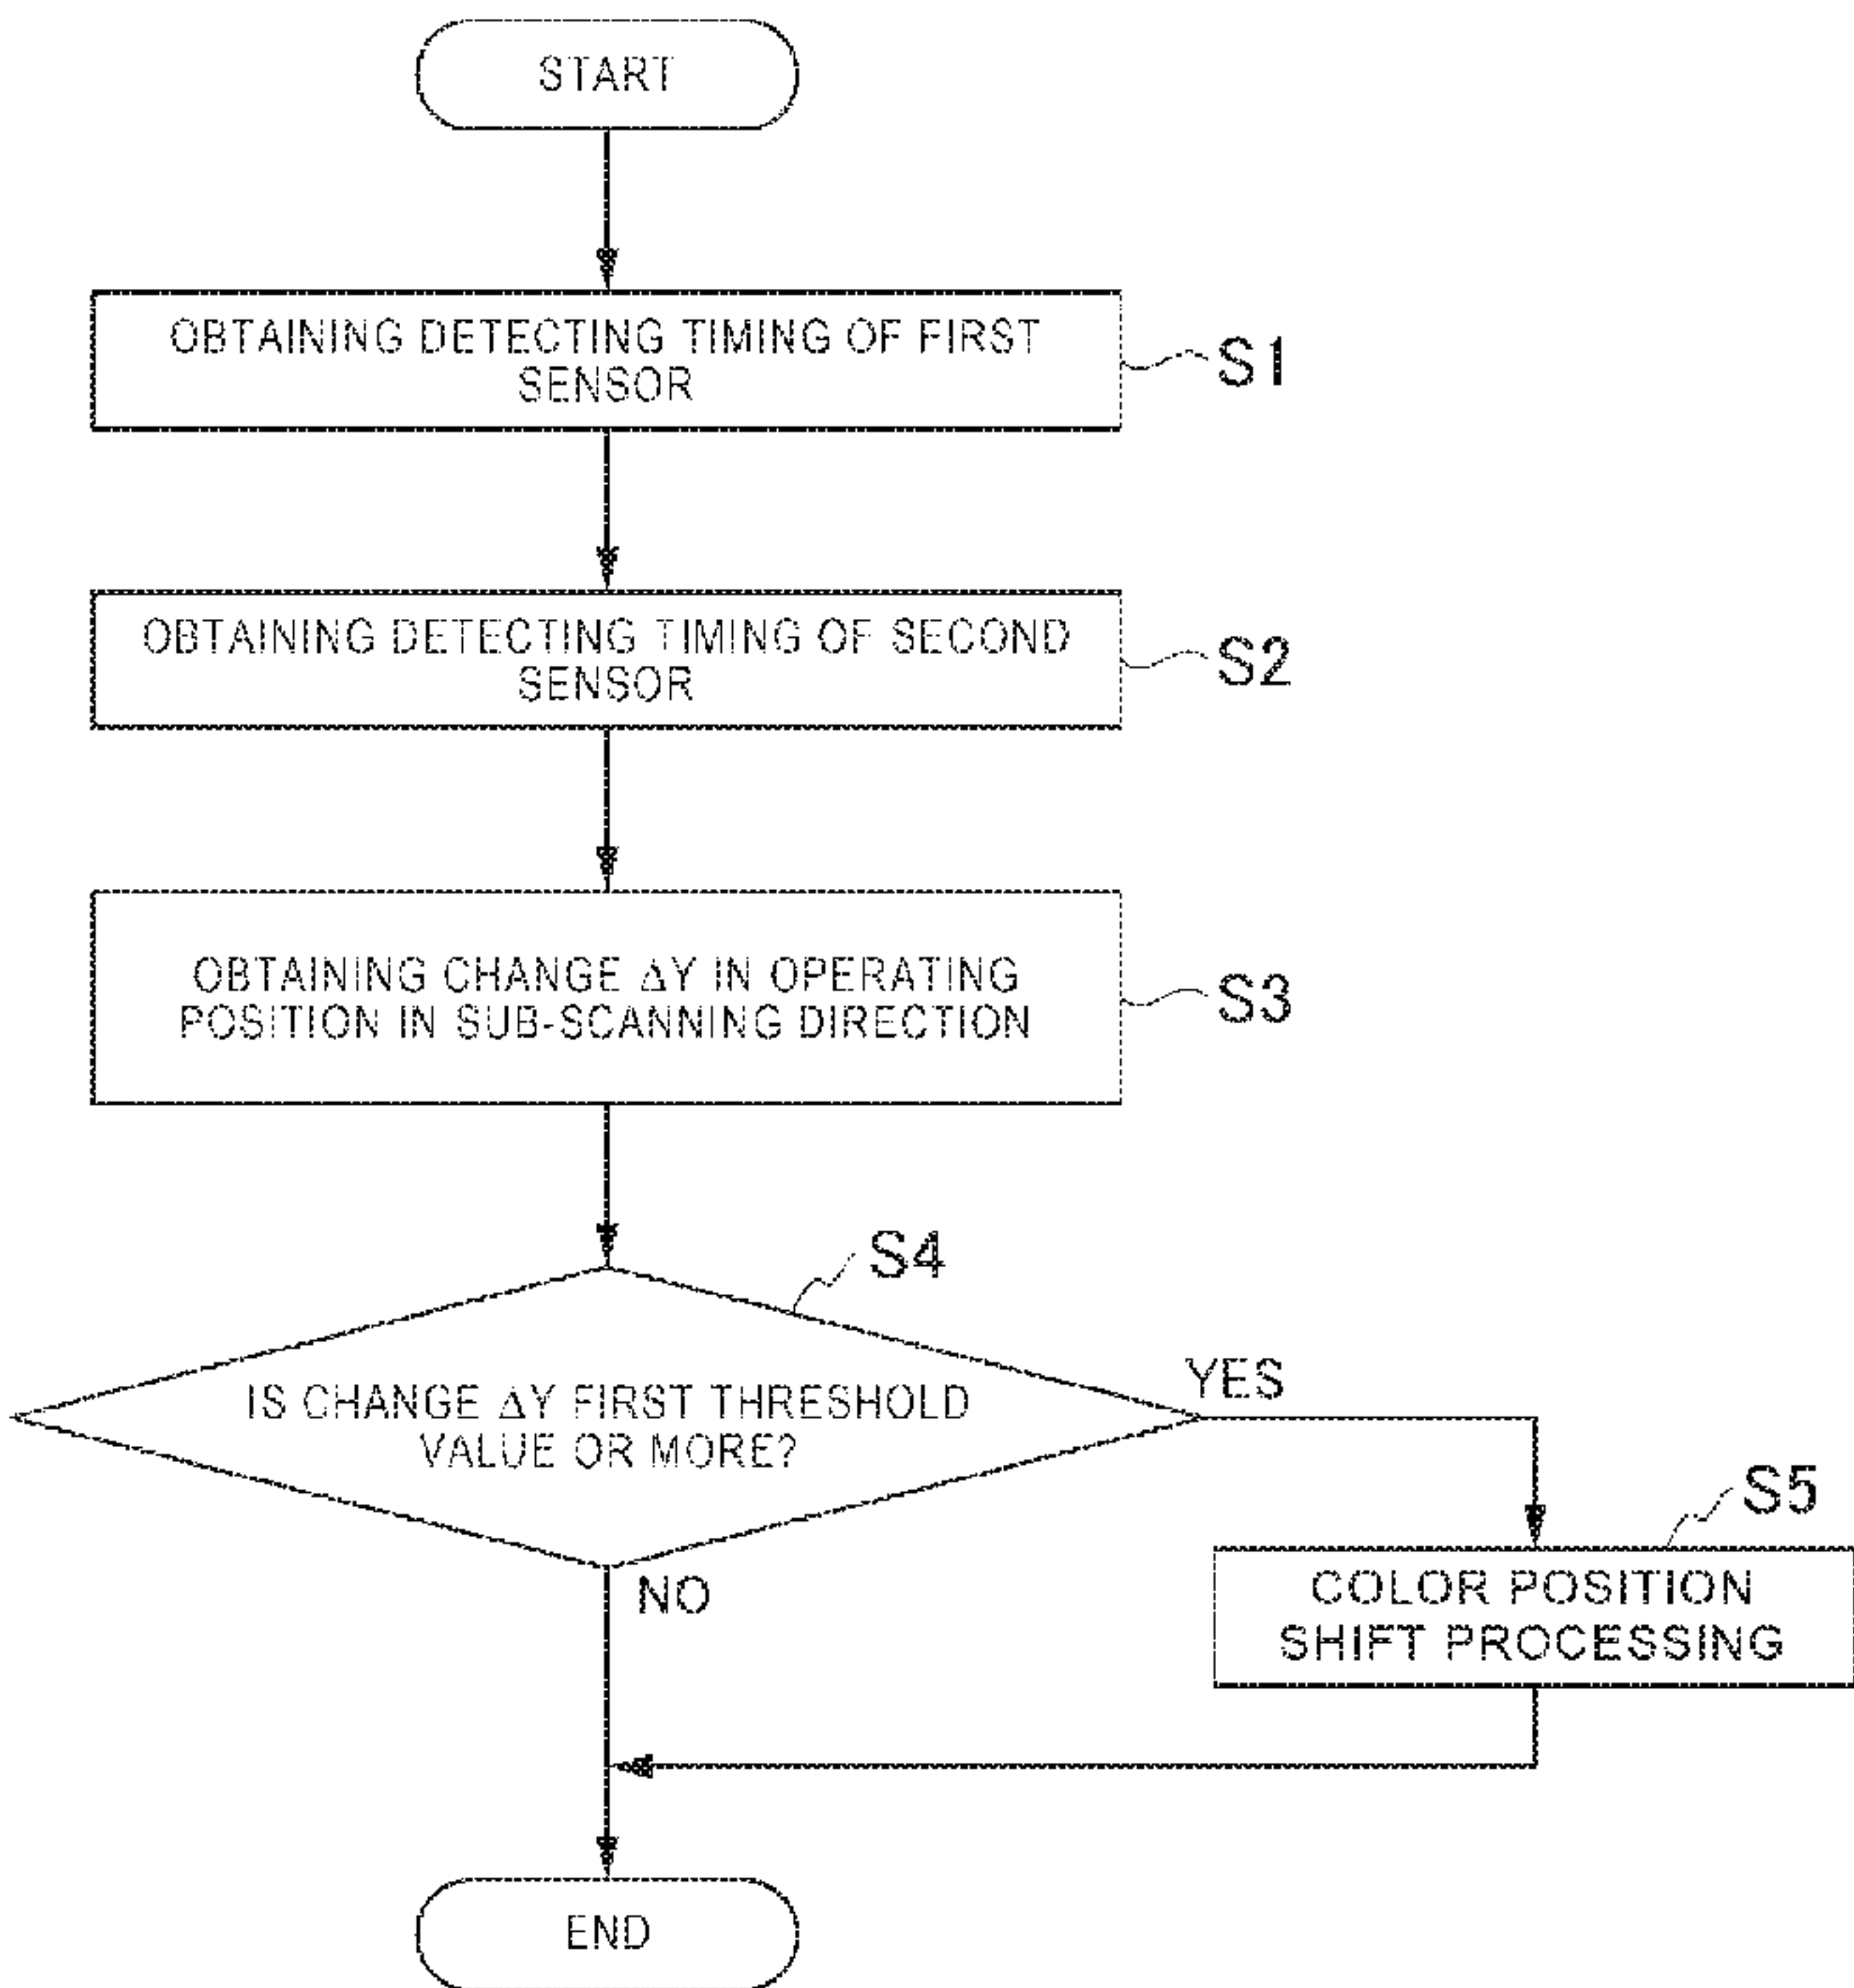 START
OBTAINING DETECTING TIMING OF FIRST
SENSOR
S1
OBTAINING DETECTING TIMING OF SECOND
SENSOR
S2
OBTAINING CHANGE ΔY IN OPERATING
POSITION IN SUB-SCANNING DIRECTION
S3
S4
IS CHANGE ΔY FIRST THRESHOLD
VALUE OR MORE?
YES
NO
S5
COLOR POSITION
SHIFT PROCESSING
END